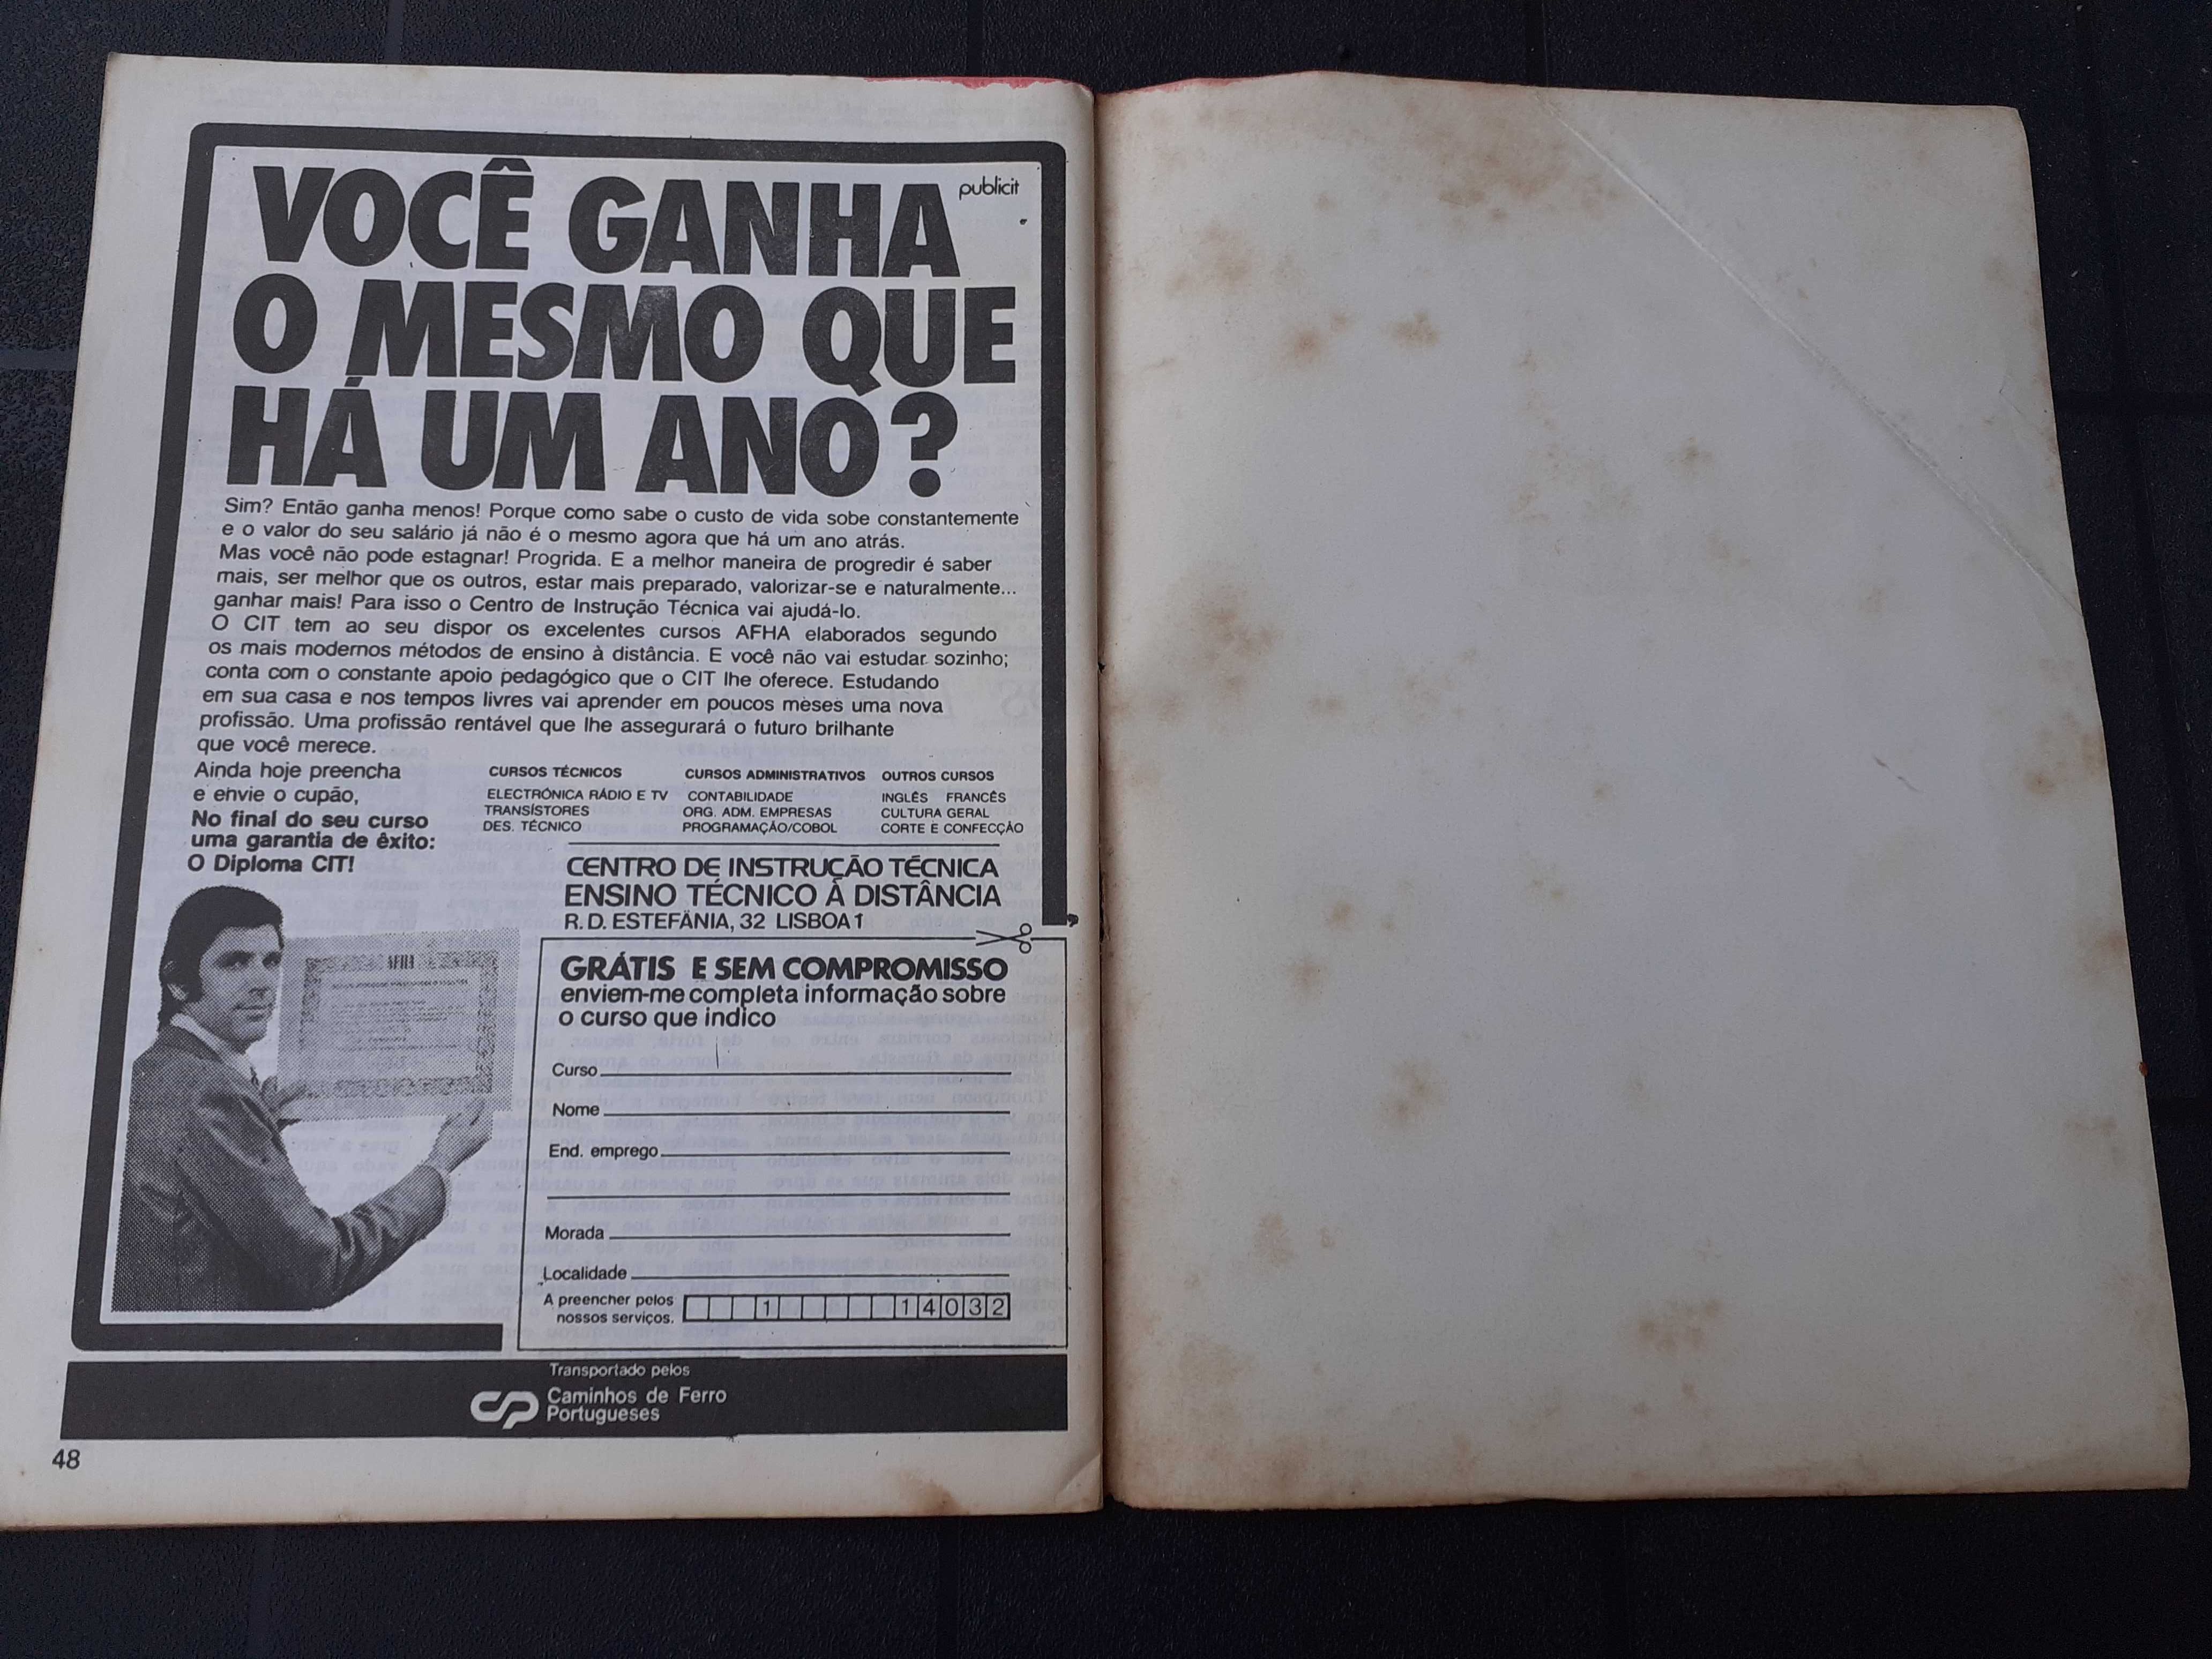 VOCÊ GANHA
publicit
O MESMO QUE
HÁ UM ANO?
Sim? Então ganha menos! Porque como sabe o custo de vida sobe constantemente
e o valor do seu salário já não é o mesmo agora que há um ano atrás.
Mas você não pode estagnar! Progrida. E a melhor maneira de progredir é saber
mais, ser melhor que os outros, estar mais preparado, valorizar-se e naturalmente...
ganhar mais! Para isso o Centro de Instrução Técnica vai ajudá-lo.
O CIT tem ao seu dispor os excelentes cursos AFHA elaborados segundo
os mais modernos métodos de ensino à distância. E você não vai estudar sozinho;
conta com o constante apoio pedagógico que o CIT lhe oferece. Estudando
em sua casa e nos tempos livres vai aprender em poucos meses uma nova
profissão. Uma profissão rentável que lhe assegurará o futuro brilhante
que você merece.
Ainda hoje preencha
e envie o cupão,
No final do seu curso
uma garantia de êxito:
O Diploma CIT!
CURSOS TÉCNICOS
ELECTRÓNICA RÁDIO E TV
TRANSÍSTORES
DES. TÉCNICO
CURSOS ADMINISTRATIVOS
CONTABILIDADE
ORG. ADM. EMPRESAS
PROGRAMAÇÃO/COBOL
OUTROS CURSOS
INGLÊS FRANCÊS
CULTURA GERAL
CORTE E CONFECÇÃO
CENTRO DE INSTRUÇÃO TÉCNICA
ENSINO TÉCNICO À DISTÂNCIA
R. D. ESTEFÂNIA, 32 LISBOA 1
AFHA
GRÁTIS E SEM COMPROMISSO
enviem-me completa informação sobre
o curso que indico
Curso
Nome
End. emprego
Morada
Localidade
A preencher pelos
nossos serviços.
1 14032
Transportado pelos
CP Caminhos de Ferro
Portugueses
48